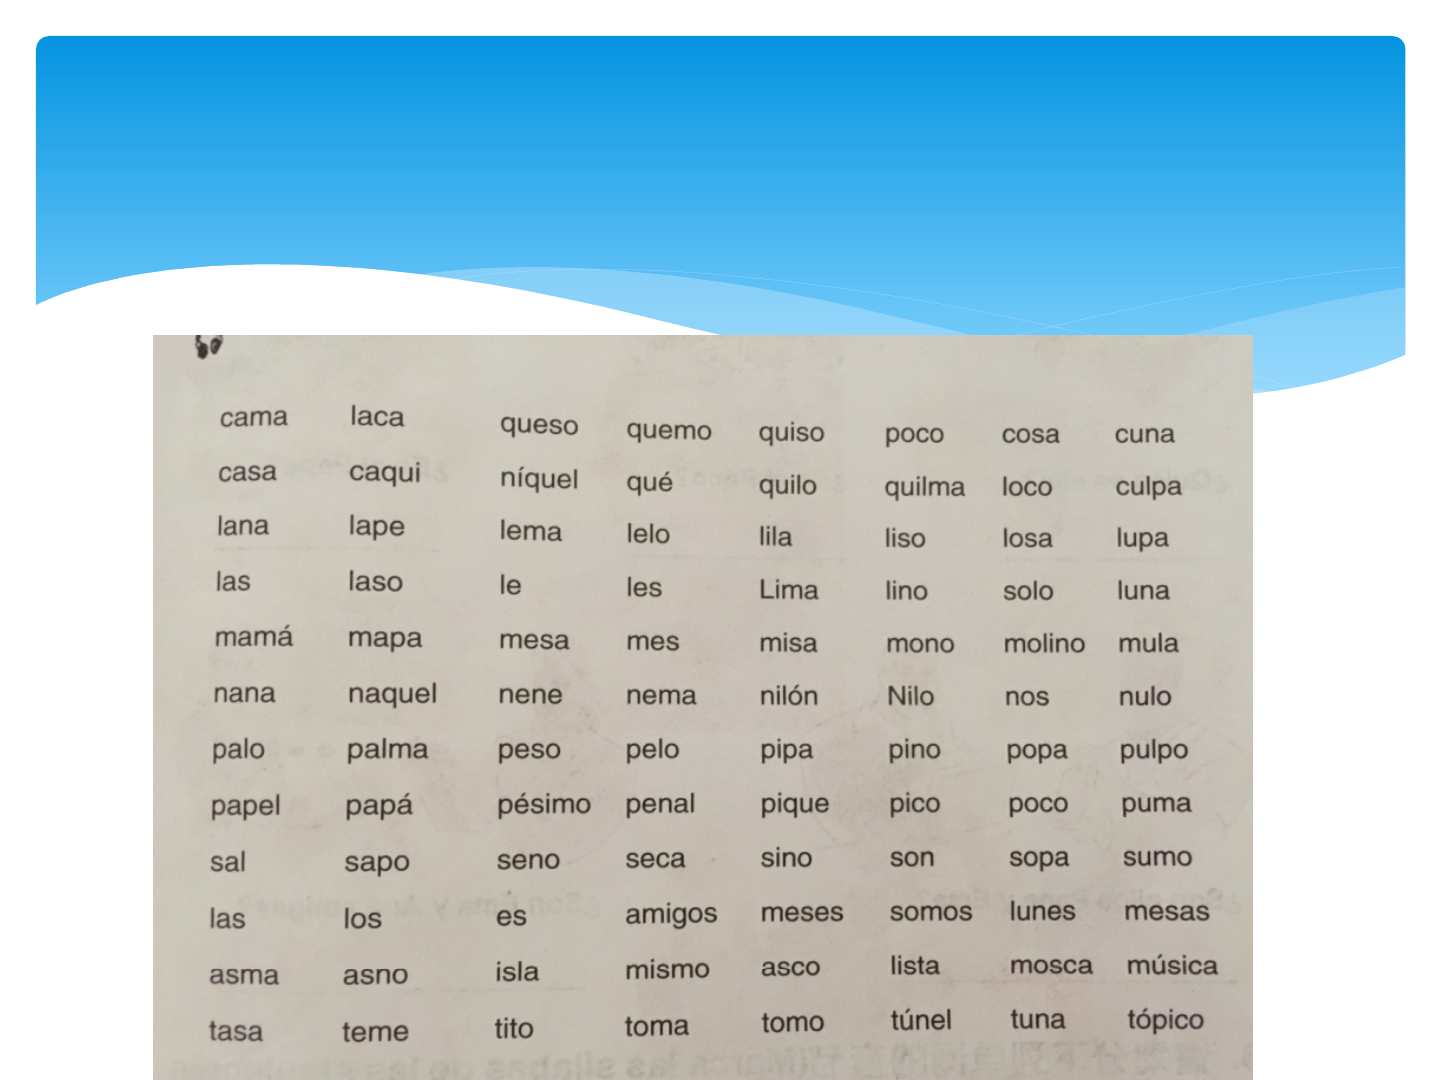 cama laca queso quemo quiso poco cosa cuna
casa caqui níquel qué quilo quilma loco culpa
lana lape lema lelo lila liso losa lupa
las laso le les Lima lino solo luna
mamá mapa mesa mes misa mono molino mula
nana naquel nene nema nilón Nilo nos nulo
palo palma peso pelo pipa pino popa pulpo
papel papá pésimo penal pique pico poco puma
sal sapo seno seca sino son sopa sumo
las los es amigos meses somos lunes mesas
asma asno isla mismo asco lista mosca música
tasa teme tito toma tomo túnel tuna tópico